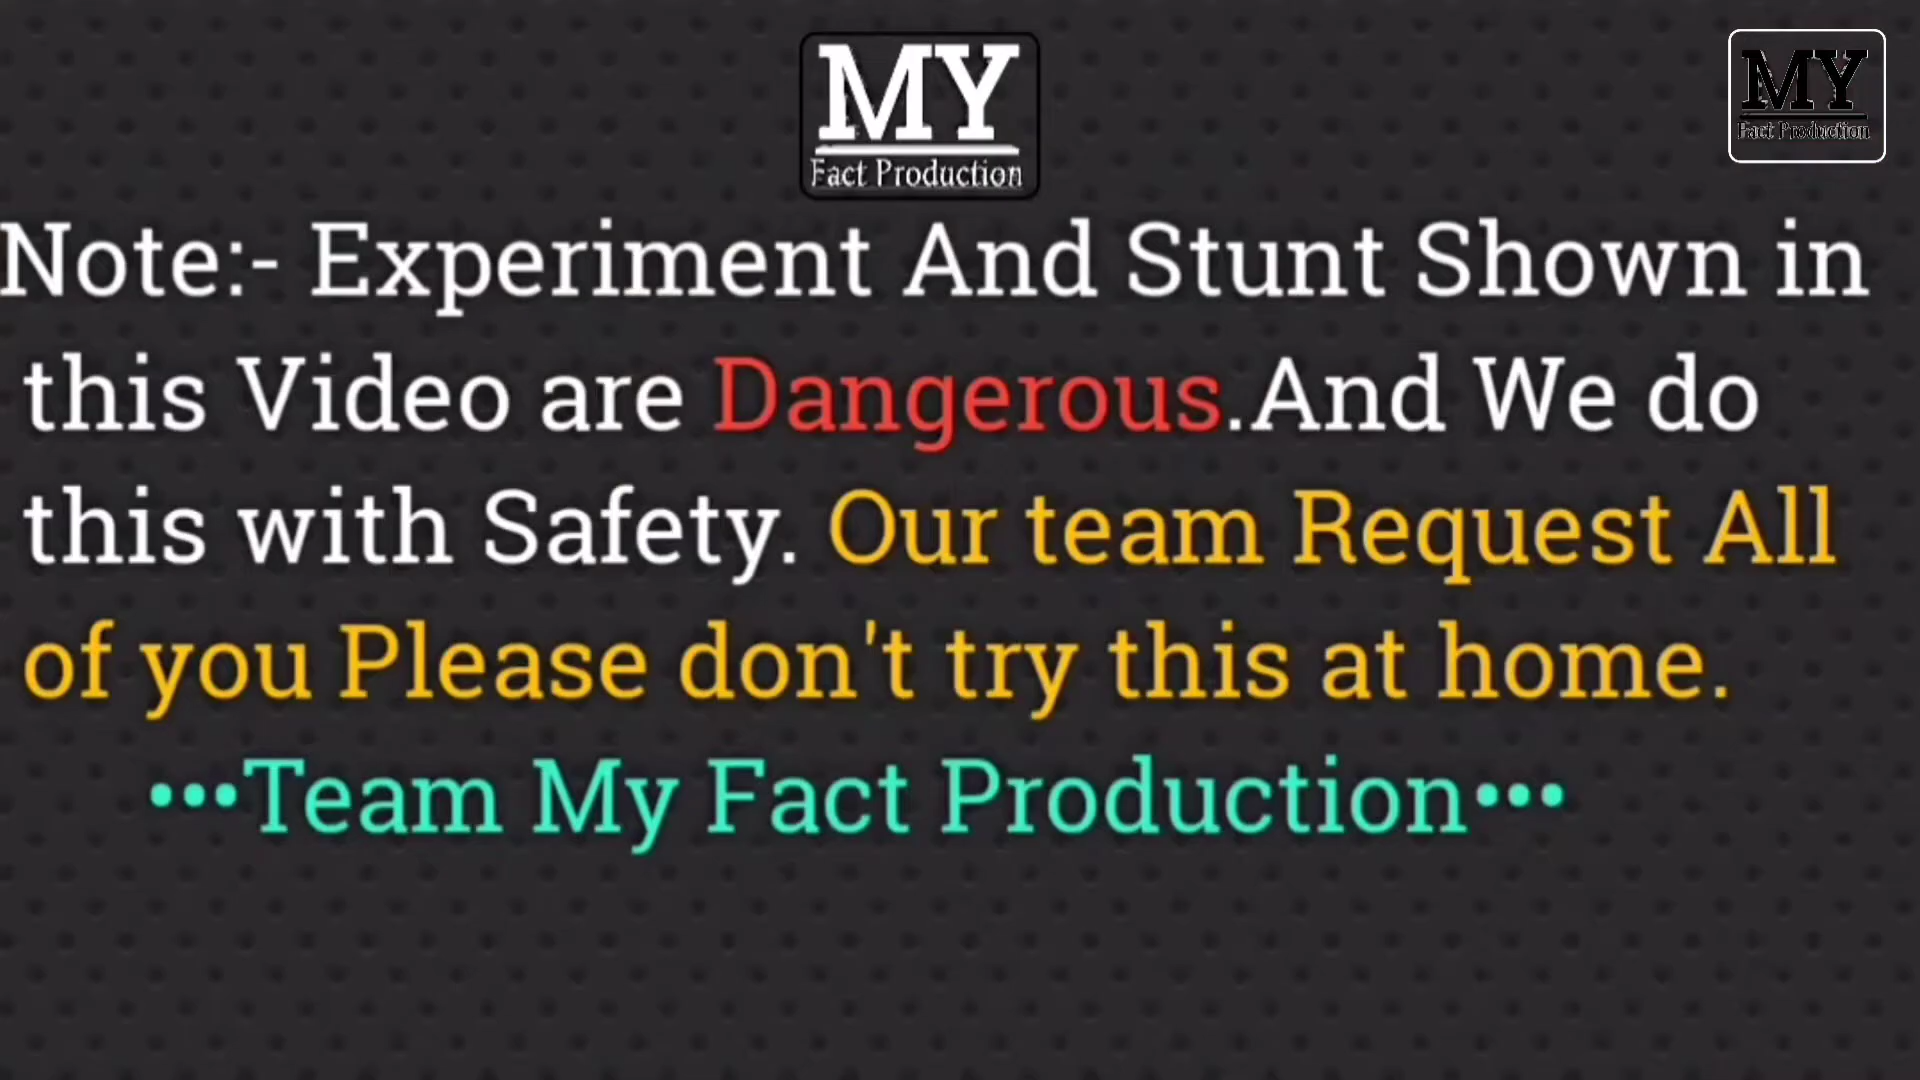 MY
Fact Production
MY
Fact Production
Note:- Experiment And Stunt Shown in
this Video are Dangerous.And We do
this with Safety. Our team Request All
of you Please don't try this at home.
•••Team My Fact Production•••